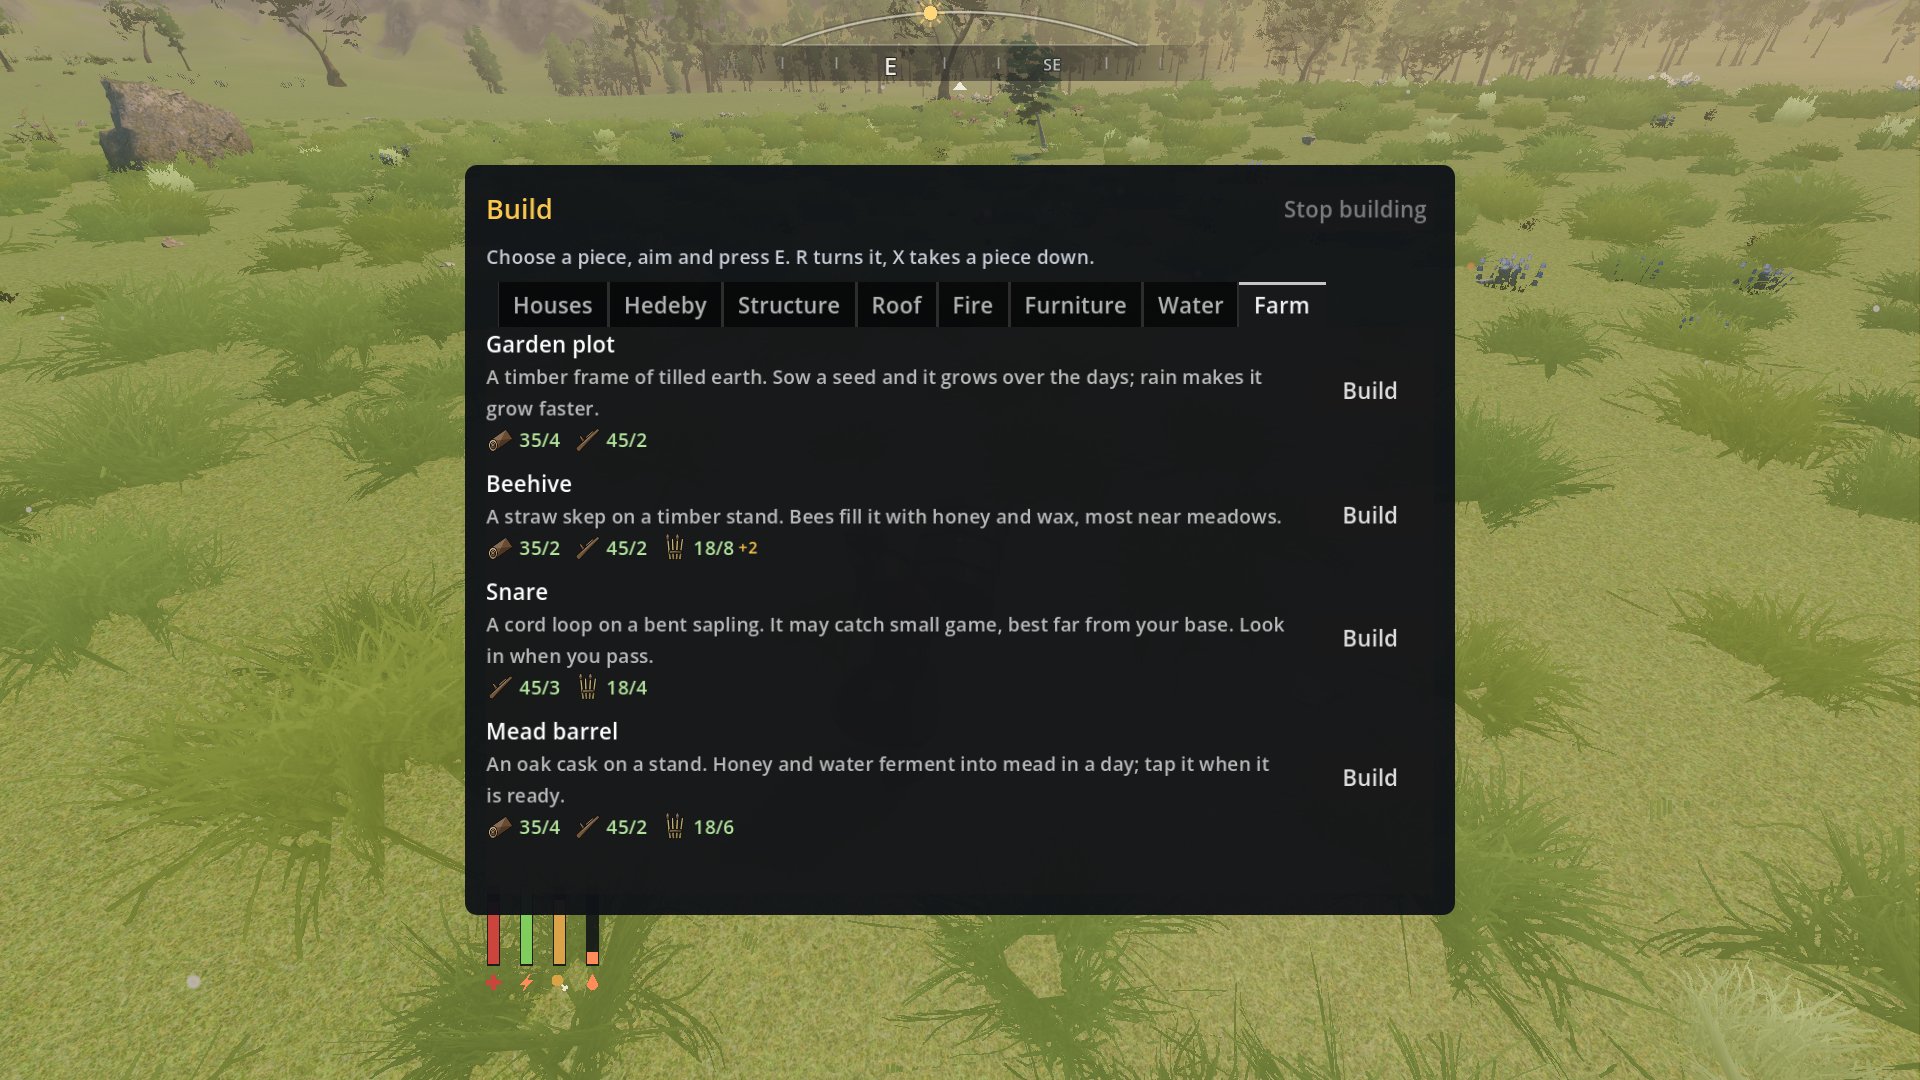 E
SE
Build
Stop building
Choose a piece, aim and press E. R turns it, X takes a piece down.
Houses
Hedeby
Structure
Roof
Fire
Furniture
Water
Farm
Garden plot
A timber frame of tilled earth. Sow a seed and it grows over the days; rain makes it
grow faster.
Build
35/4 45/2
Beehive
A straw skep on a timber stand. Bees fill it with honey and wax, most near meadows.
Build
35/2 45/2 18/8 +2
Snare
A cord loop on a bent sapling. It may catch small game, best far from your base. Look
in when you pass.
Build
45/3 18/4
Mead barrel
An oak cask on a stand. Honey and water ferment into mead in a day; tap it when it
is ready.
Build
35/4 45/2 18/6